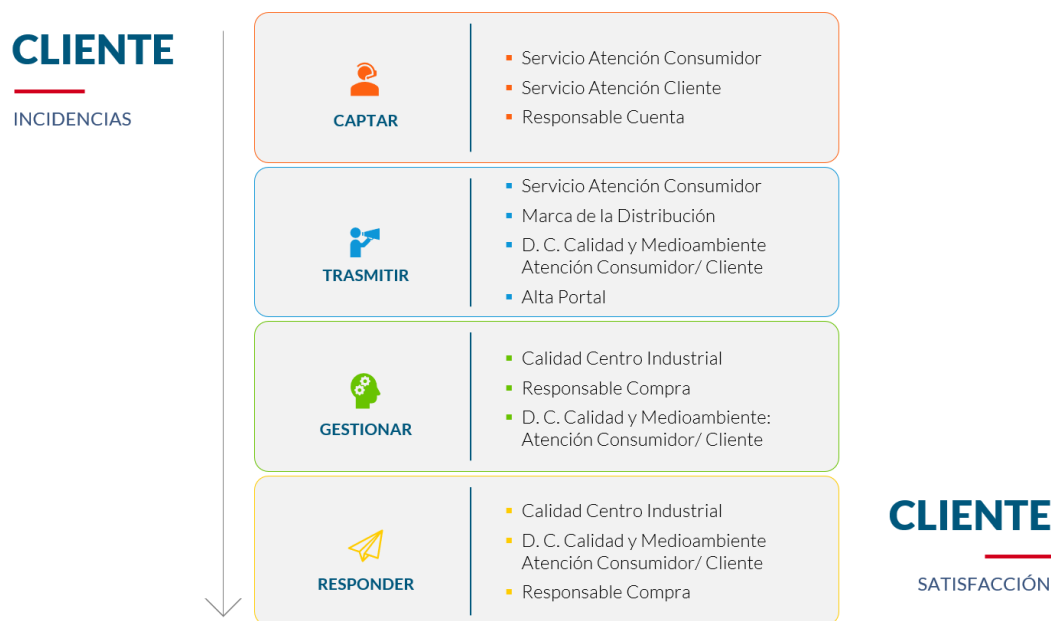 CLIENTE
INCIDENCIAS
CAPTAR
Servicio Atención Consumidor
Servicio Atención Cliente
Responsable Cuenta
TRASMITIR
Servicio Atención Consumidor
Marca de la Distribución
D. C. Calidad y Medioambiente
Atención Consumidor/ Cliente
Alta Portal
GESTIONAR
Calidad Centro Industrial
Responsable Compra
D. C. Calidad y Medioambiente:
Atención Consumidor/ Cliente
RESPONDER
Calidad Centro Industrial
D. C. Calidad y Medioambiente
Atención Consumidor/ Cliente
Responsable Compra
CLIENTE
SATISFACCIÓN